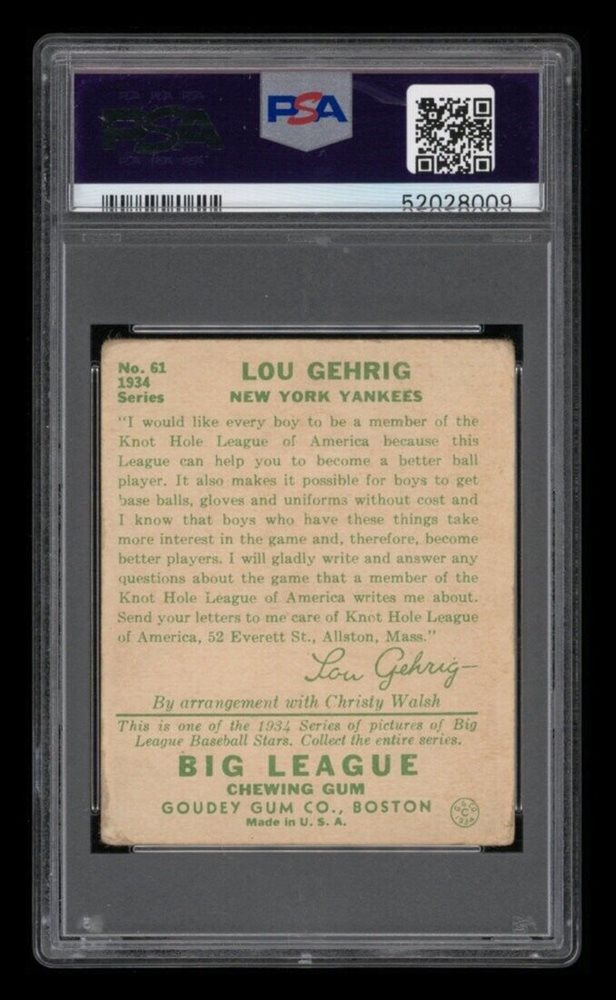 PSA
PSA
52028009
No. 61
1934
Series
LOU GEHRIG
NEW YORK YANKEES
"I would like every boy to be a member of the
Knot Hole League of America because this
League can help you to become a better ball
player. It also makes it possible for boys to get
base balls, gloves and uniforms without cost and
I know that boys who have these things take
more interest in the game and, therefore, become
better players. I will gladly write and answer any
questions about the game that a member of the
Knot Hole League of America writes me about.
Send your letters to me care of Knot Hole League
of America, 52 Everett St., Allston, Mass."
Lou Gehrig
By arrangement with Christy Walsh
This is one of the 1934 Series of pictures of Big
League Baseball Stars. Collect the entire series.
BIG LEAGUE
CHEWING GUM
GOUDEY GUM CO., BOSTON
Made in U. S. A.